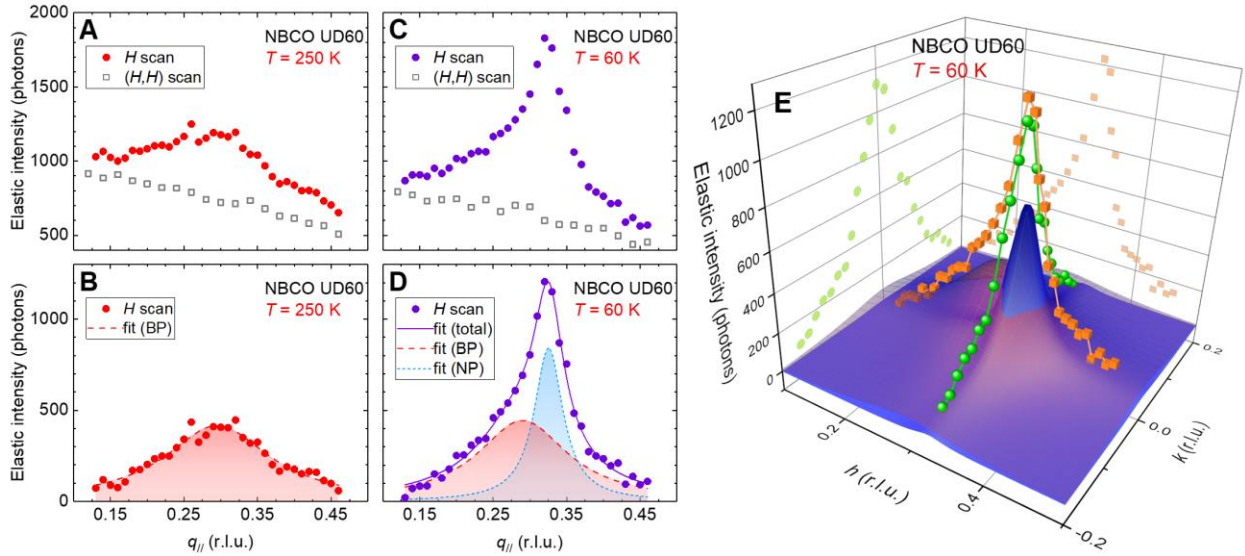 A
NBCO UD60
T = 250 K
H scan
(H,H) scan
Elastic intensity (photons)
2000
1500
1000
500
C
NBCO UD60
T = 60 K
H scan
(H,H) scan
B
NBCO UD60
T = 250 K
H scan
fit (BP)
Elastic intensity (photons)
1000
500
0
0.15 0.25 0.35 0.45
q// (r.l.u.)
D
NBCO UD60
T = 60 K
H scan
fit (total)
fit (BP)
fit (NP)
0.15 0.25 0.35 0.45
q// (r.l.u.)
NBCO UD60
T = 60 K
E
Elastic intensity (photons)
1200
1000
800
600
400
200
0
0.2
0.4
h (r.l.u.)
-0.2
0.0
0.2
k (r.l.u.)